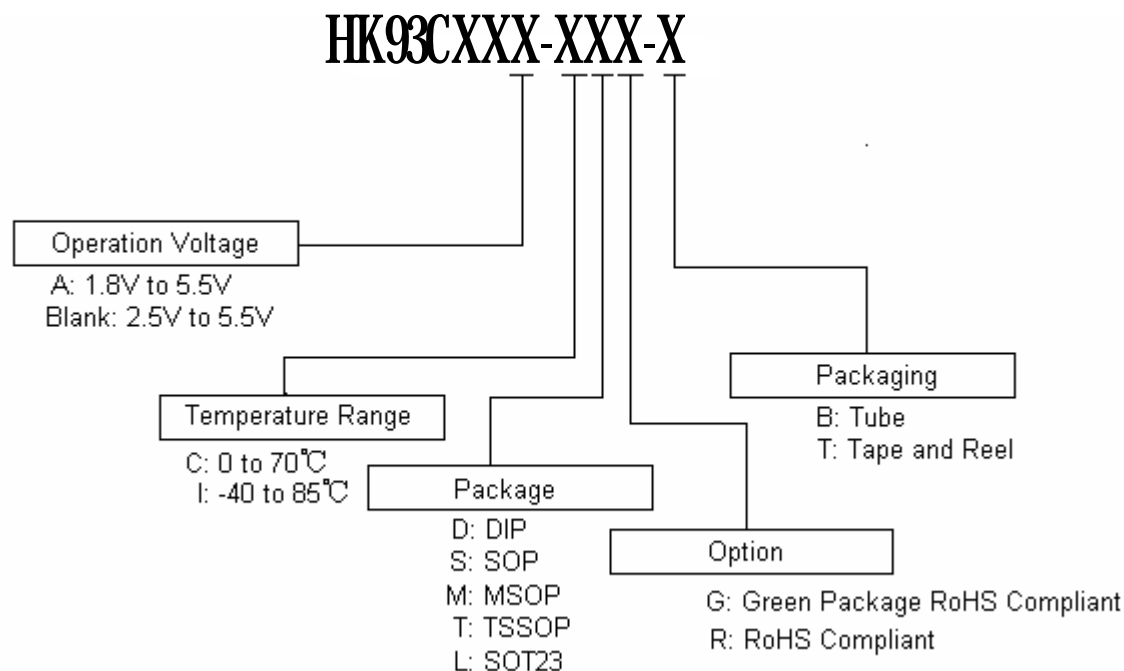 HK93CXXX-XXX-X
Operation Voltage
A: 1.8V to 5.5V
Blank: 2.5V to 5.5V
Temperature Range
C: 0 to 70℃
I: -40 to 85℃
Package
D: DIP
S: SOP
M: MSOP
T: TSSOP
L: SOT23
Option
G: Green Package RoHS Compliant
R: RoHS Compliant
Packaging
B: Tube
T: Tape and Reel